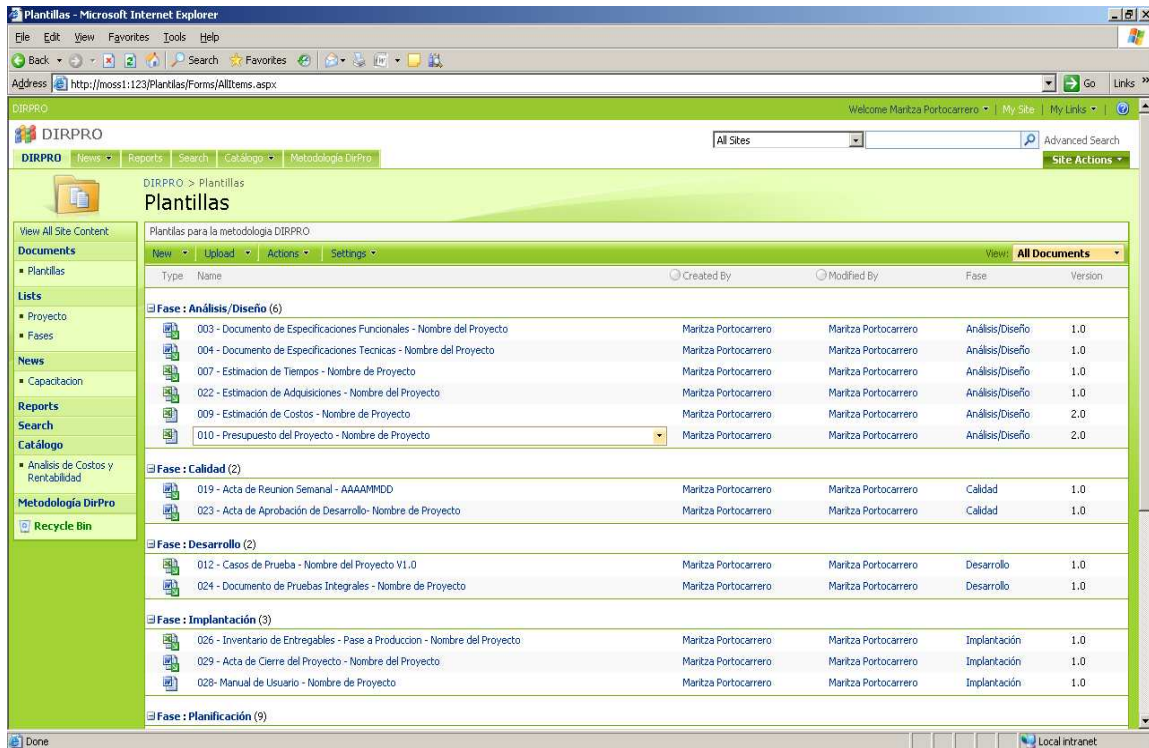 Plantillas - Microsoft Internet Explorer
File Edit View Favorites Tools Help
Back Search Favorites
Address http://moss1:123/Plantilas/Forms/AllItems.aspx Go Links »
DIRPRO Welcome Maritza Portocarrero | My Site | My Links |
DIRPRO All Sites Advanced Search
DIRPRO News Reports Search Catálogo Metodología DirPro Site Actions
DIRPRO > Plantillas
Plantillas
View All Site Content
Documents
Plantillas
Lists
Proyecto
Fases
News
Capacitacion
Reports
Search
Catálogo
Analisis de Costos y
Rentabilidad
Metodología DirPro
Recycle Bin
Plantilas para la metodologia DIRPRO
New Upload Actions Settings View: All Documents
Type Name Created By Modified By Fase Version
Fase : Análisis/Diseño (6)
003 - Documento de Especificaciones Funcionales - Nombre del Proyecto Maritza Portocarrero Maritza Portocarrero Análisis/Diseño 1.0
004 - Documento de Especificaciones Tecnicas - Nombre del Proyecto Maritza Portocarrero Maritza Portocarrero Análisis/Diseño 1.0
007 - Estimacion de Tiempos - Nombre de Proyecto Maritza Portocarrero Maritza Portocarrero Análisis/Diseño 1.0
022 - Estimacion de Adquisiciones - Nombre del Proyecto Maritza Portocarrero Maritza Portocarrero Análisis/Diseño 1.0
009 - Estimación de Costos - Nombre de Proyecto Maritza Portocarrero Maritza Portocarrero Análisis/Diseño 2.0
010 - Presupuesto del Proyecto - Nombre de Proyecto Maritza Portocarrero Maritza Portocarrero Análisis/Diseño 2.0
Fase : Calidad (2)
019 - Acta de Reunion Semanal - AAAAMMDD Maritza Portocarrero Maritza Portocarrero Calidad 1.0
023 - Acta de Aprobación de Desarrollo- Nombre de Proyecto Maritza Portocarrero Maritza Portocarrero Calidad 1.0
Fase : Desarrollo (2)
012 - Casos de Prueba - Nombre del Proyecto V1.0 Maritza Portocarrero Maritza Portocarrero Desarrollo 1.0
024 - Documento de Pruebas Integrales - Nombre de Proyecto Maritza Portocarrero Maritza Portocarrero Desarrollo 1.0
Fase : Implantación (3)
026 - Inventario de Entregables - Pase a Produccion - Nombre del Proyecto Maritza Portocarrero Maritza Portocarrero Implantación 1.0
029 - Acta de Cierre del Proyecto - Nombre del Proyecto Maritza Portocarrero Maritza Portocarrero Implantación 1.0
028- Manual de Usuario - Nombre de Proyecto Maritza Portocarrero Maritza Portocarrero Implantación 1.0
Fase : Planificación (9)
Done Local intranet